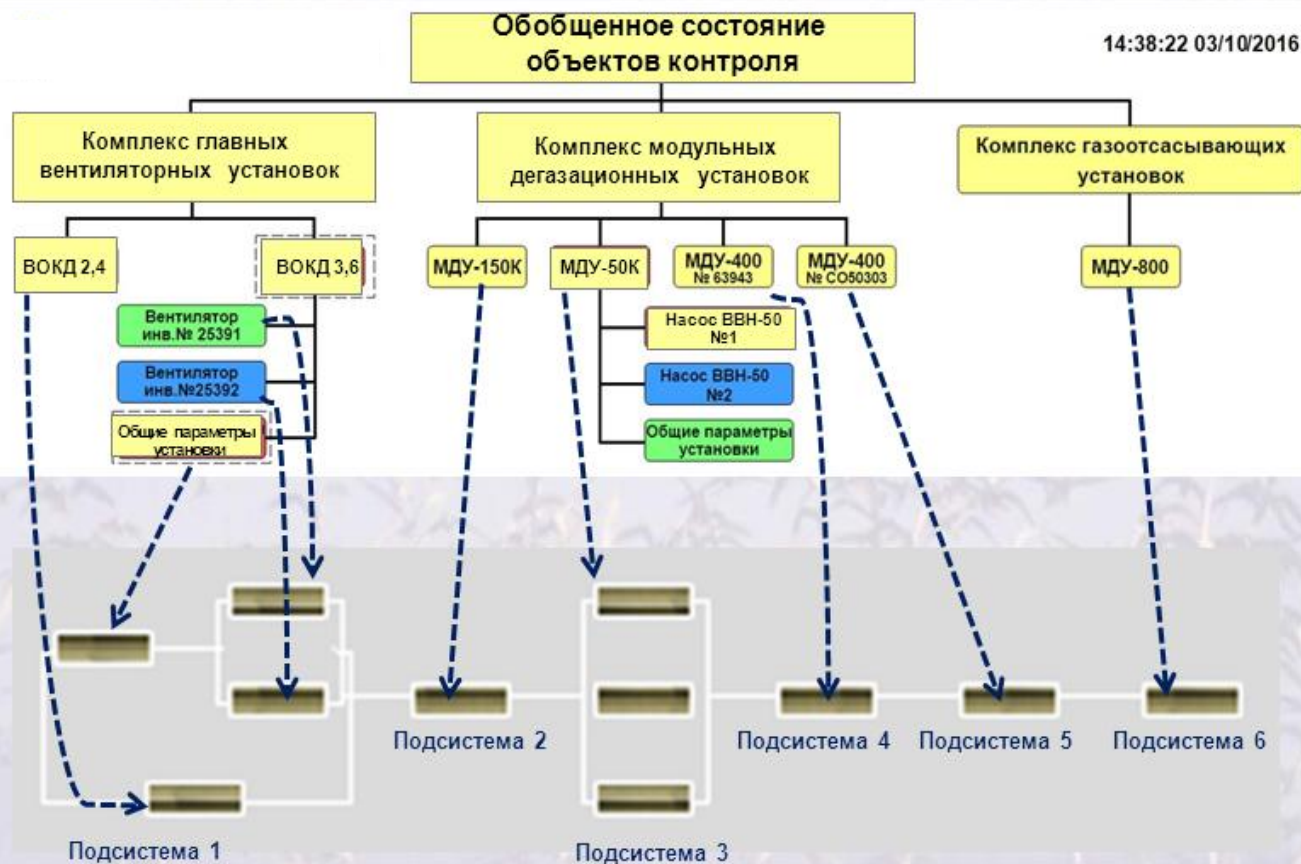 Обобщенное состояние
объектов контроля
14:38:22 03/10/2016
Комплекс главных
вентиляторных установок
Комплекс модульных
дегазационных установок
Комплекс газоотсасывающих
установок
ВОКД 2,4
ВОКД 3,6
МДУ-150К
МДУ-50К
МДУ-400
№ 63943
МДУ-400
№ СО50303
МДУ-800
Вентилятор
инв.№ 25391
Вентилятор
инв.№25392
Общие параметры
установки
Насос ВВН-50
№1
Насос ВВН-50
№2
Общие параметры
установки
Подсистема 2
Подсистема 4
Подсистема 5
Подсистема 6
Подсистема 1
Подсистема 3